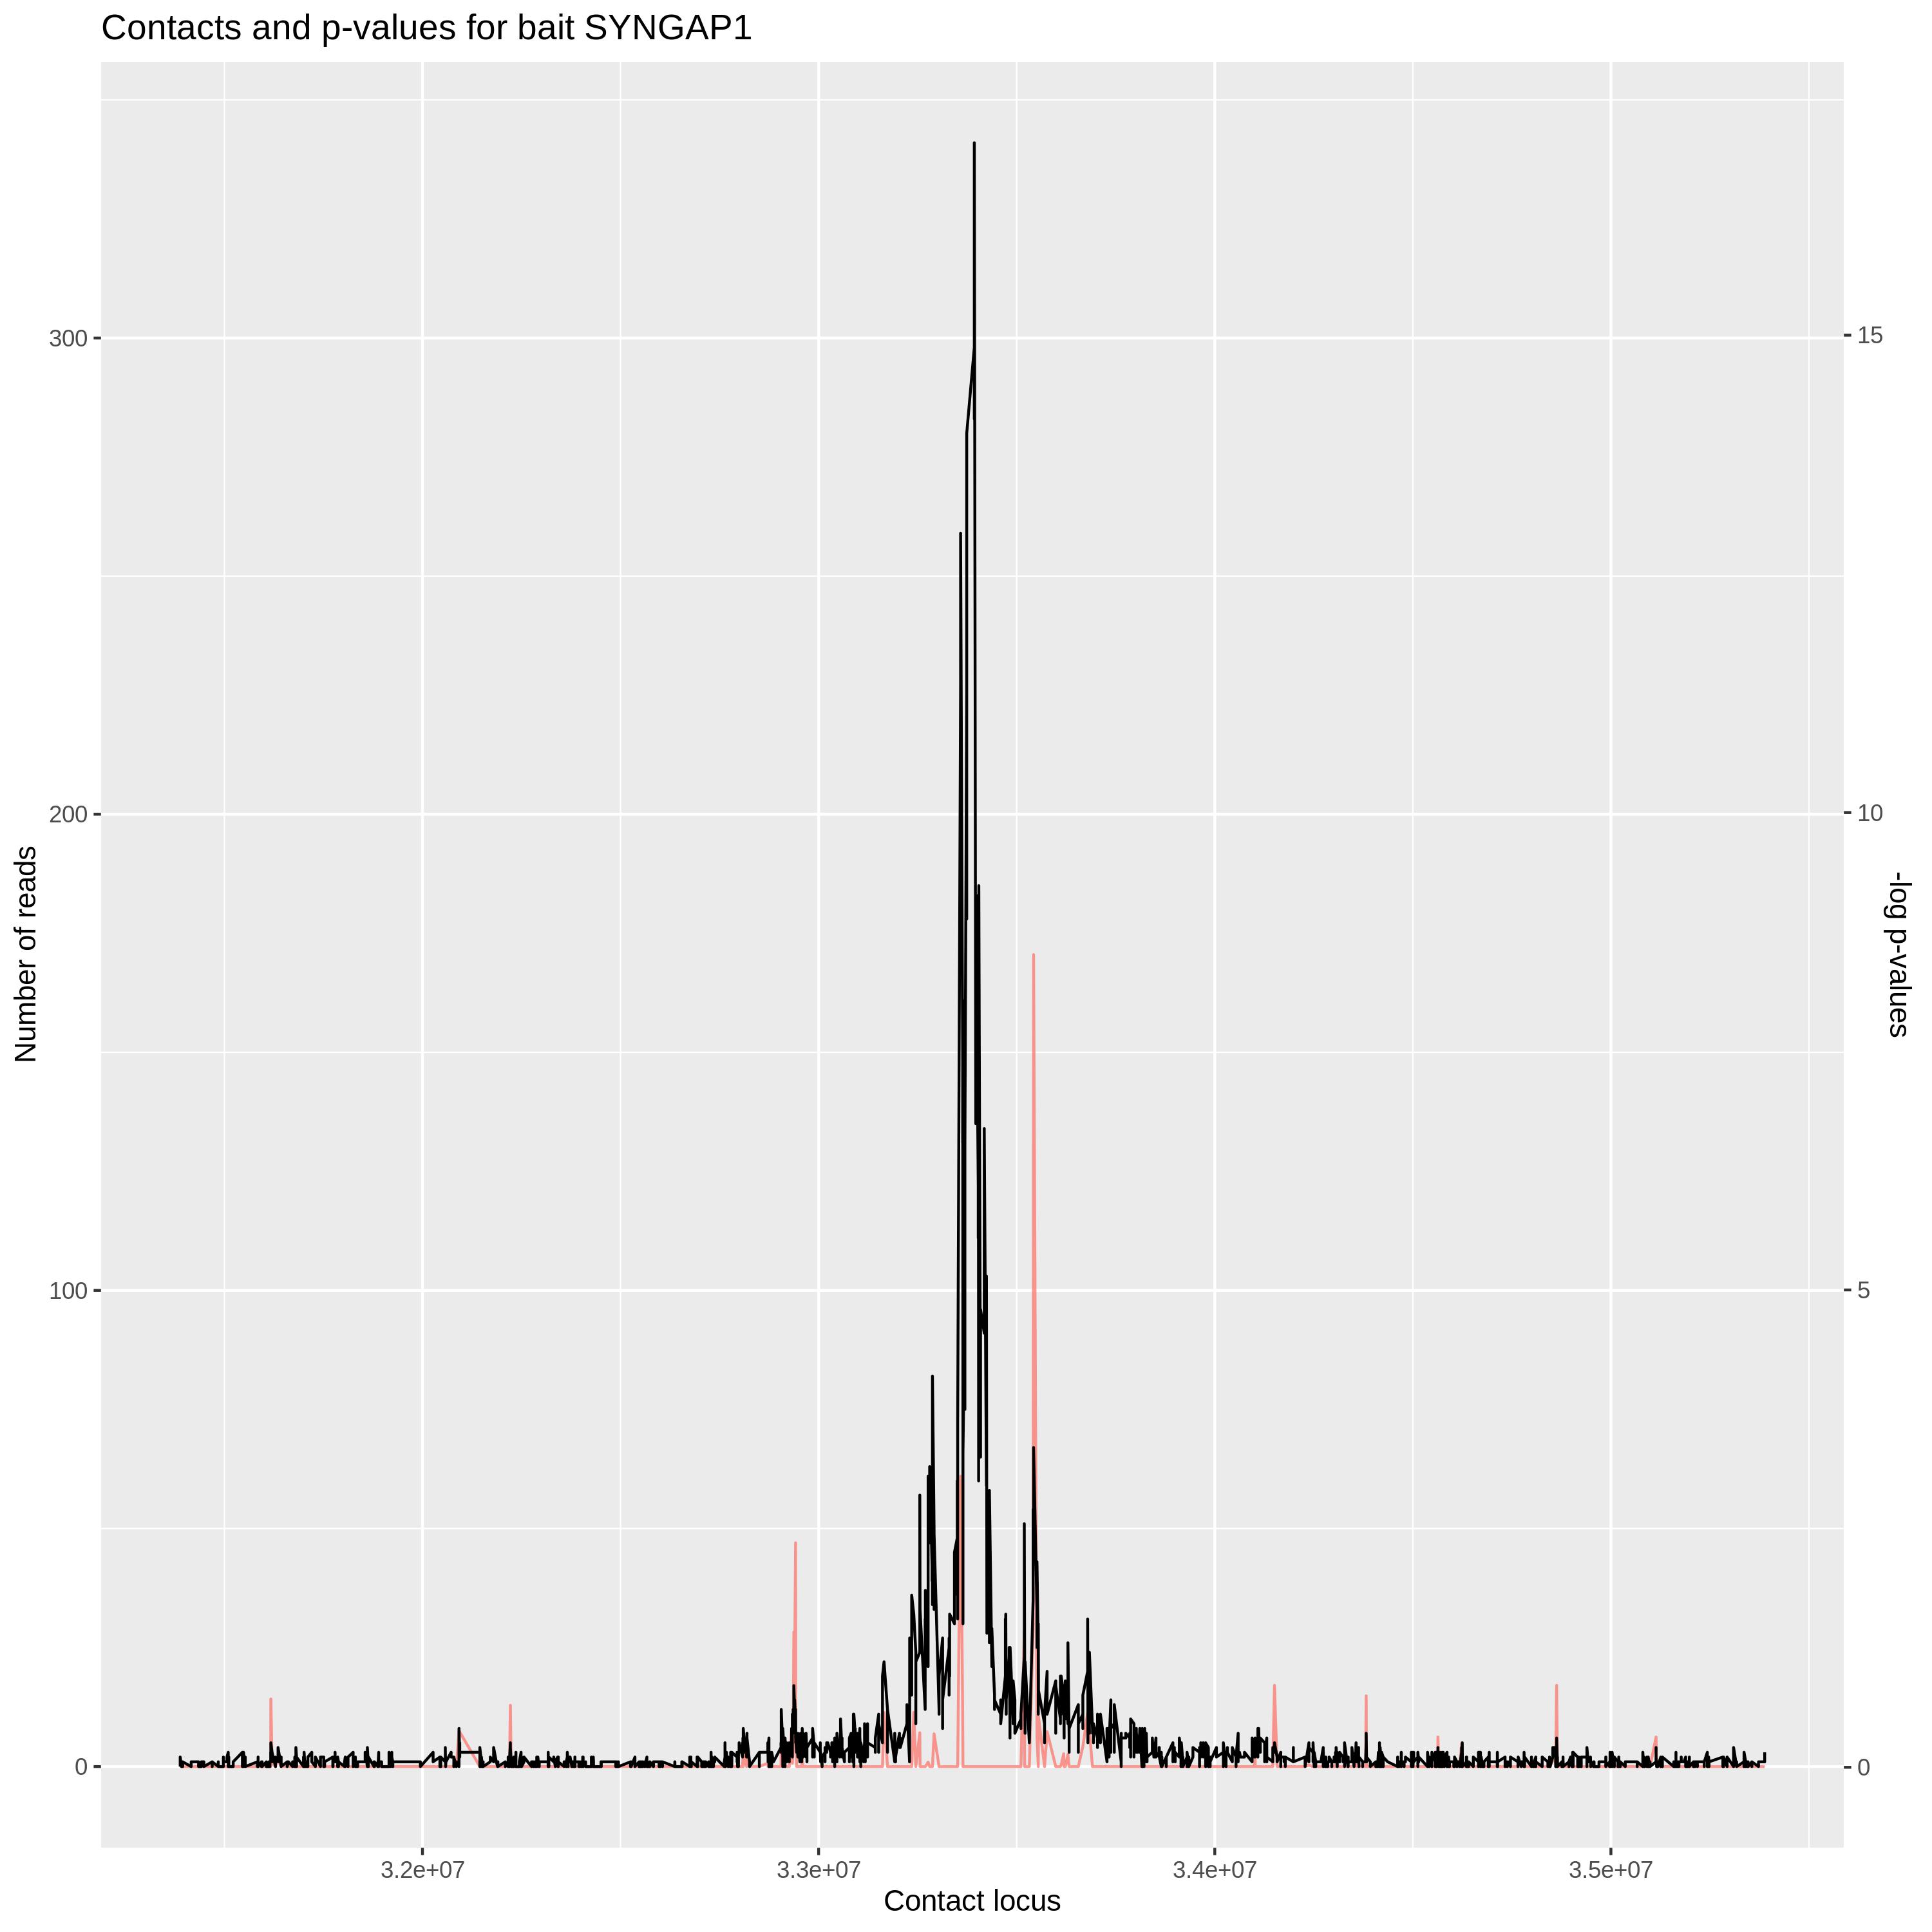 Contacts and p-values for bait SYNGAP1
Number of reads
300
200
100
0
15
10
5
0
-log p-values
3.2e+07 3.3e+07 3.4e+07 3.5e+07
Contact locus